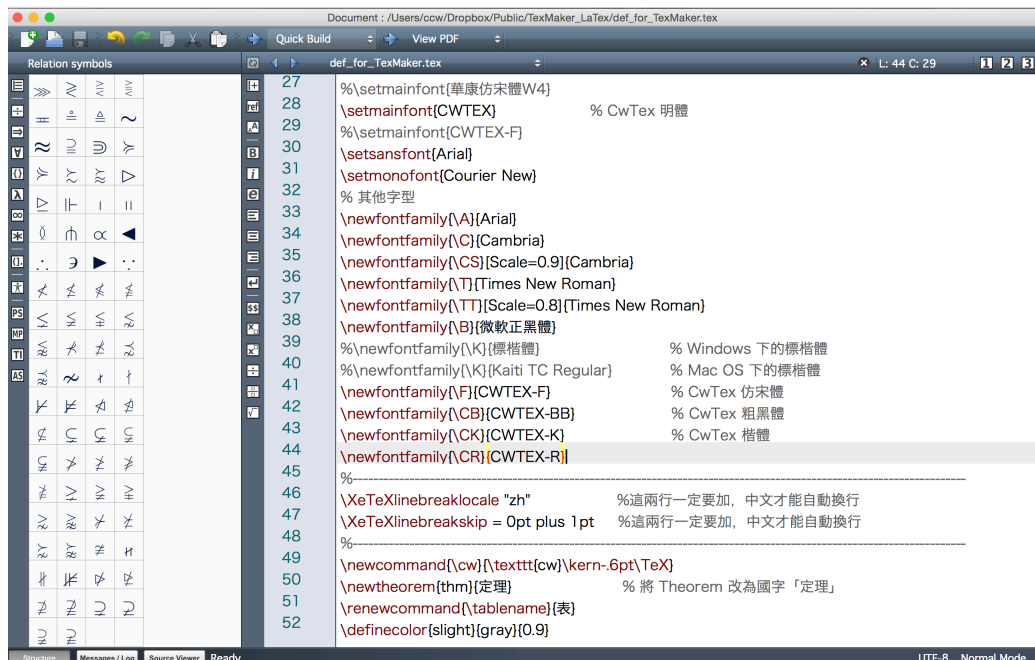 Document : /Users/ccw/Dropbox/Public/TexMaker_LaTex/def_for_TexMaker.tex
Quick Build View PDF
Relation symbols def_for_TexMaker.tex L: 44 C: 29 1 2 3
27 %\setmainfont{華康仿宋體W4}
28 \setmainfont{CWTEX} % CwTex 明體
29 %\setmainfont{CWTEX-F}
30 \setsansfont{Arial}
31 \setmonofont{Courier New}
32 % 其他字型
33 \newfontfamily{\A}{Arial}
34 \newfontfamily{\C}{Cambria}
35 \newfontfamily{\CS}[Scale=0.9]{Cambria}
36 \newfontfamily{\T}{Times New Roman}
37 \newfontfamily{\TT}[Scale=0.8]{Times New Roman}
38 \newfontfamily{\B}{微軟正黑體}
39 %\newfontfamily{\K}{標楷體} % Windows 下的標楷體
40 %\newfontfamily{\K}{Kaiti TC Regular} % Mac OS 下的標楷體
41 \newfontfamily{\F}{CWTEX-F} % CwTex 仿宋體
42 \newfontfamily{\CB}{CWTEX-BB} % CwTex 粗黑體
43 \newfontfamily{\CK}{CWTEX-K} % CwTex 楷體
44 \newfontfamily{\CR}{CWTEX-R}
45 %-----------------------------------------------
46 \XeTeXlinebreaklocale "zh" %這兩行一定要加，中文才能自動換行
47 \XeTeXlinebreakskip = 0pt plus 1pt %這兩行一定要加，中文才能自動換行
48 %-----------------------------------------------
49 \newcommand{\cw}{\texttt{cw}\kern-.6pt\TeX}
50 \newtheorem{thm}{定理} % 將 Theorem 改為國字「定理」
51 \renewcommand{\tablename}{表}
52 \definecolor{slight}{gray}{0.9}
Structure Messages / Log Source Viewer Ready UTF-8 Normal Mode